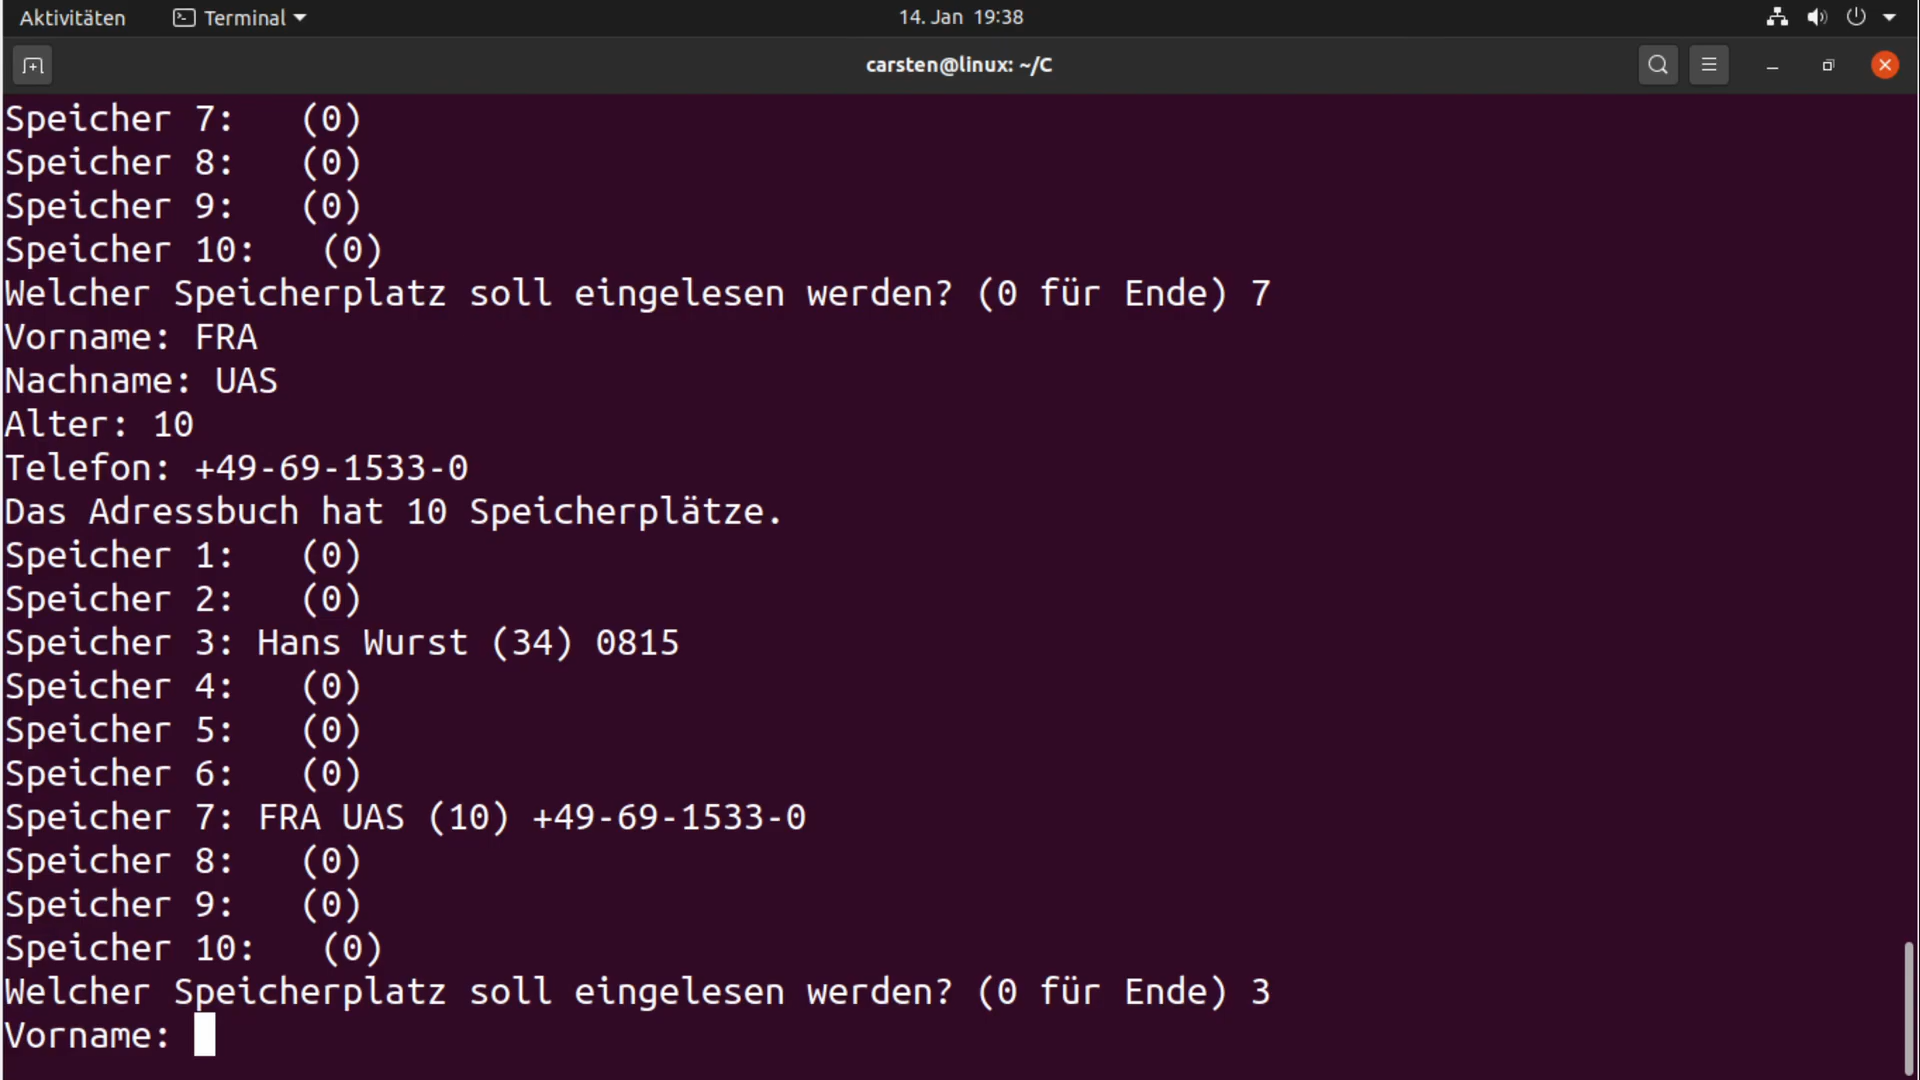 Aktivitäten Terminal 14. Jan 19:38
carsten@linux: ~/C
Speicher 7:   (0)
Speicher 8:   (0)
Speicher 9:   (0)
Speicher 10:   (0)
Welcher Speicherplatz soll eingelesen werden? (0 für Ende) 7
Vorname: FRA
Nachname: UAS
Alter: 10
Telefon: +49-69-1533-0
Das Adressbuch hat 10 Speicherplätze.
Speicher 1:   (0)
Speicher 2:   (0)
Speicher 3: Hans Wurst (34) 0815
Speicher 4:   (0)
Speicher 5:   (0)
Speicher 6:   (0)
Speicher 7: FRA UAS (10) +49-69-1533-0
Speicher 8:   (0)
Speicher 9:   (0)
Speicher 10:   (0)
Welcher Speicherplatz soll eingelesen werden? (0 für Ende) 3
Vorname: